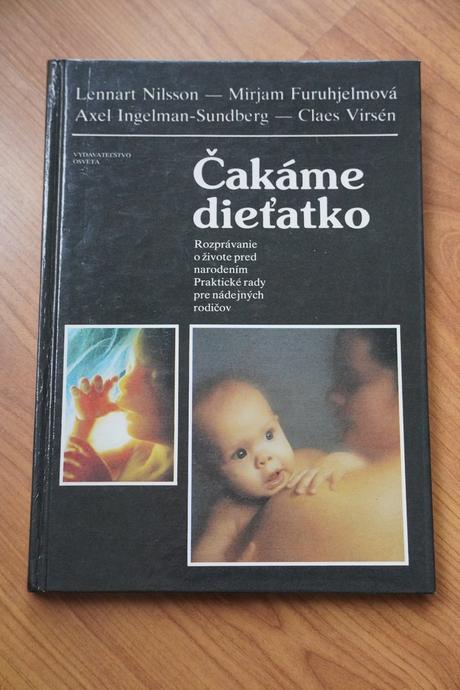 Lennart Nilsson — Mirjam Furuhjelmová
Axel Ingelman-Sundberg — Claes Virsén
VYDAVATEĽSTVO
OSVETA
Čakáme
dieťatko
Rozprávanie
o živote pred
narodením
Praktické rady
pre nádejných
rodičov